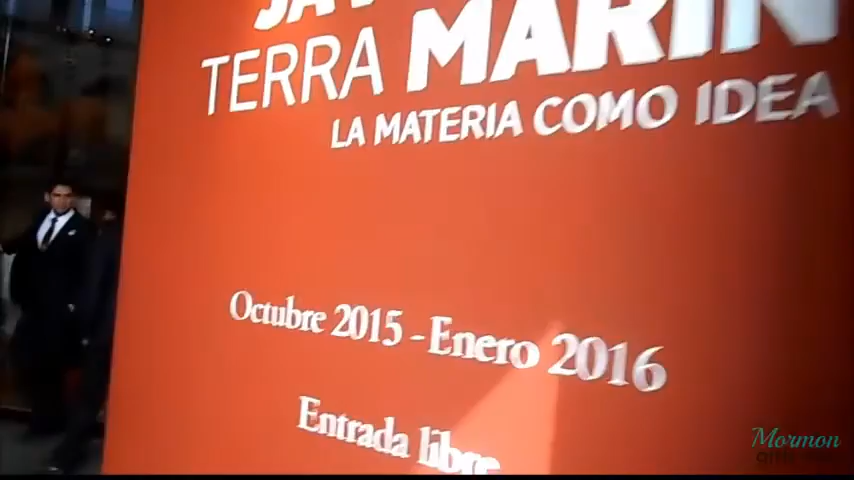 TERRA MARIN
LA MATERIA COMO IDEA
Octubre 2015 - Enero 2016
Entrada libre
Mormon